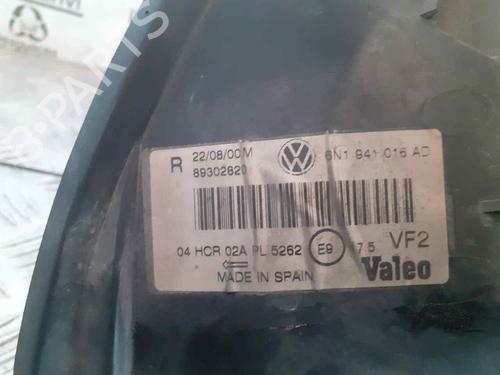 R 22/08/00M 6N1 941 016 AD
89302820
04 HCR 02A PL 5262 E9 17.5 VF2
MADE IN SPAIN Valeo